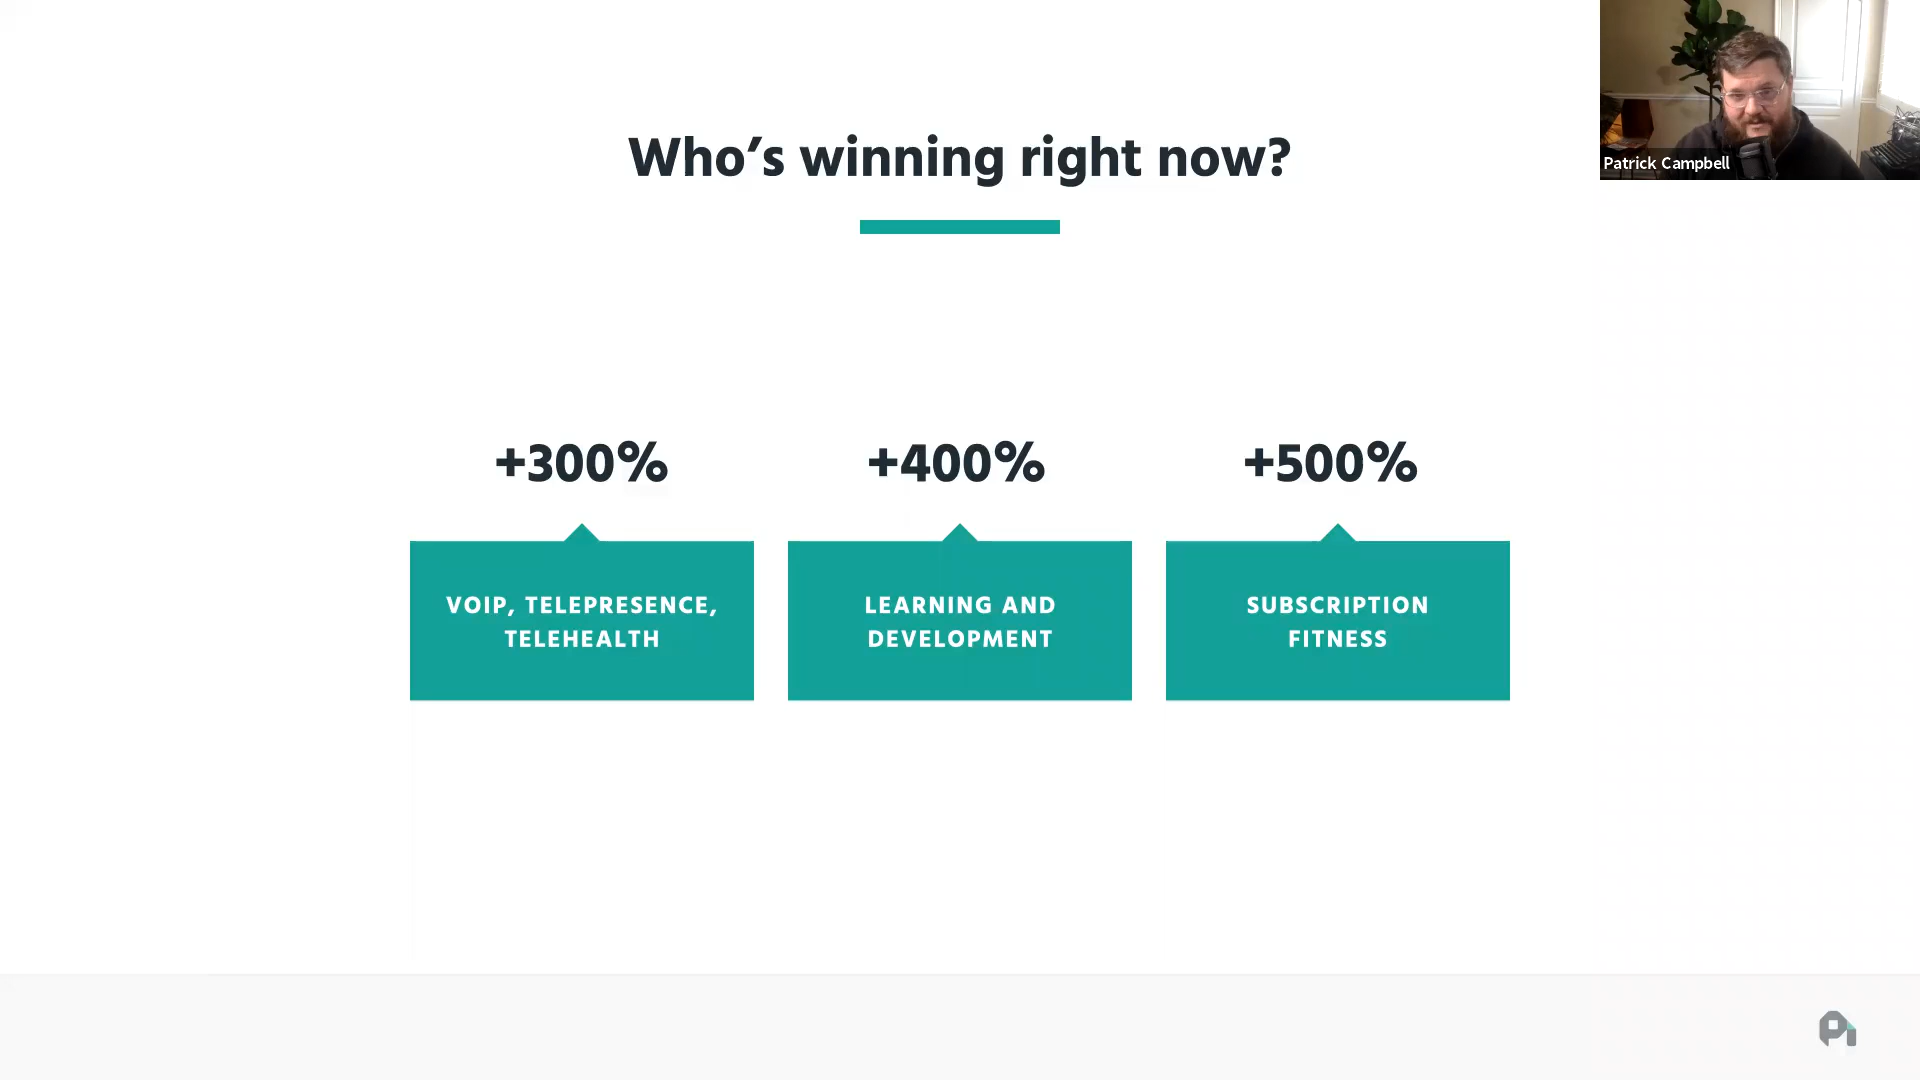 Who’s winning right now?
Patrick Campbell
+300%
+400%
+500%
VOIP, TELEPRESENCE,
TELEHEALTH
LEARNING AND
DEVELOPMENT
SUBSCRIPTION
FITNESS